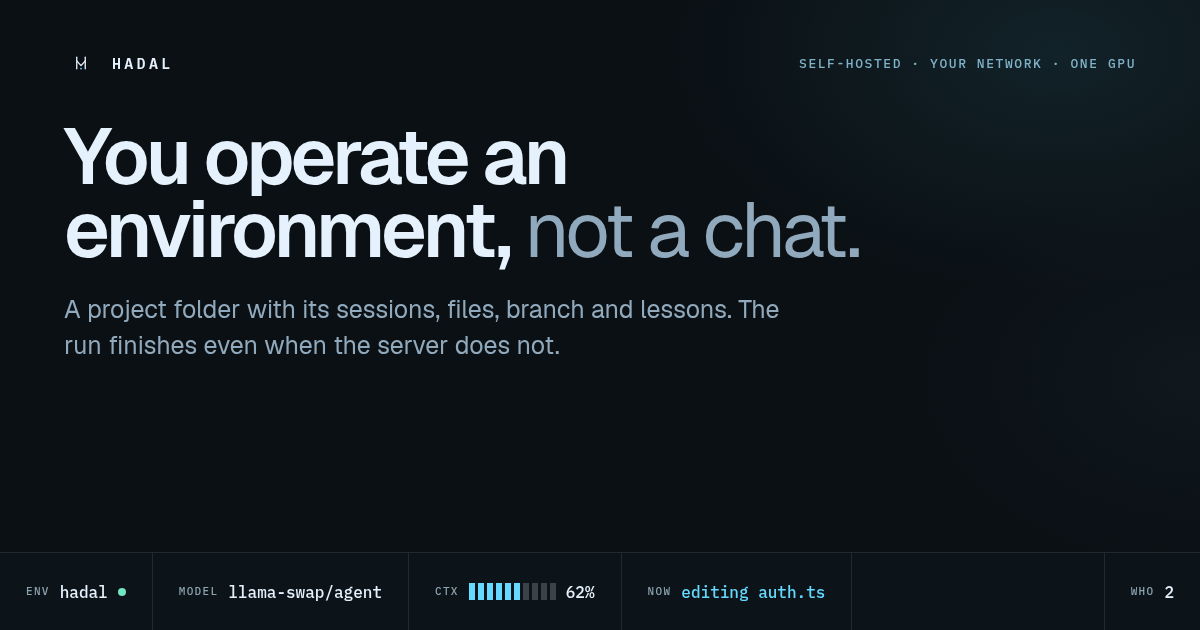 HADAL
SELF-HOSTED · YOUR NETWORK · ONE GPU
You operate an
environment, not a chat.
A project folder with its sessions, files, branch and lessons. The
run finishes even when the server does not.
ENV hadal
MODEL llama-swap/agent
CTX 62%
NOW editing auth.ts
WHO 2